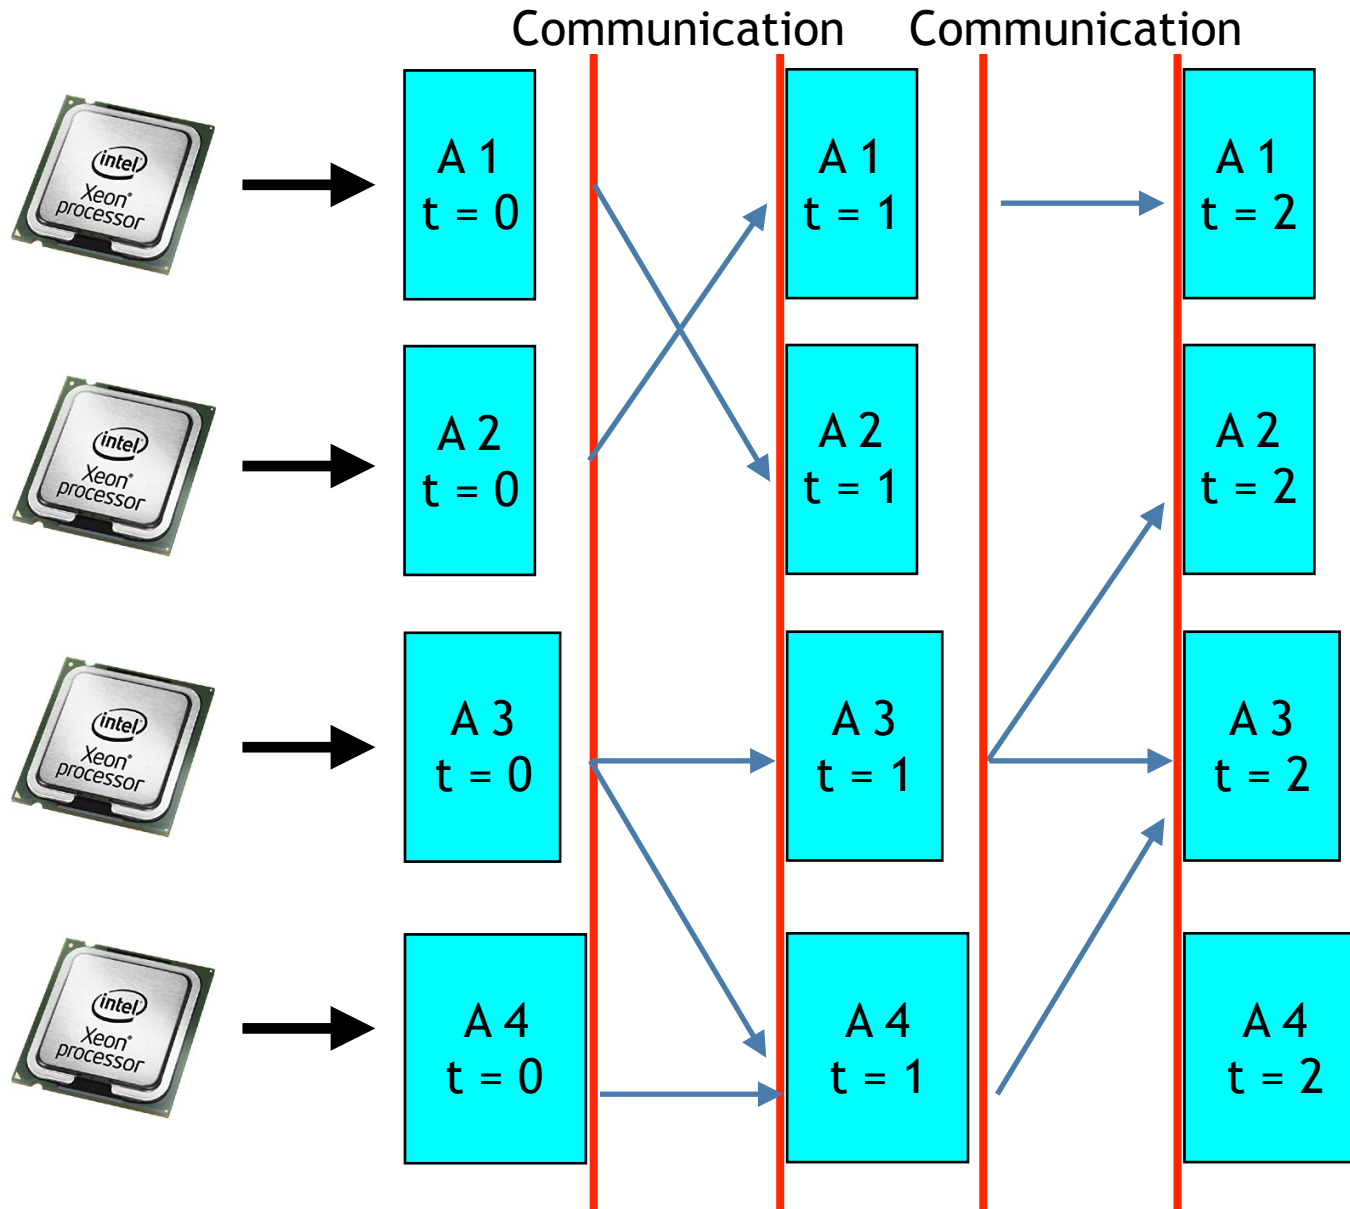 Communication Communication
intel
Xeon®
processor
A 1
t = 0
A 1
t = 1
A 1
t = 2
intel
Xeon®
processor
A 2
t = 0
A 2
t = 1
A 2
t = 2
intel
Xeon®
processor
A 3
t = 0
A 3
t = 1
A 3
t = 2
intel
Xeon®
processor
A 4
t = 0
A 4
t = 1
A 4
t = 2